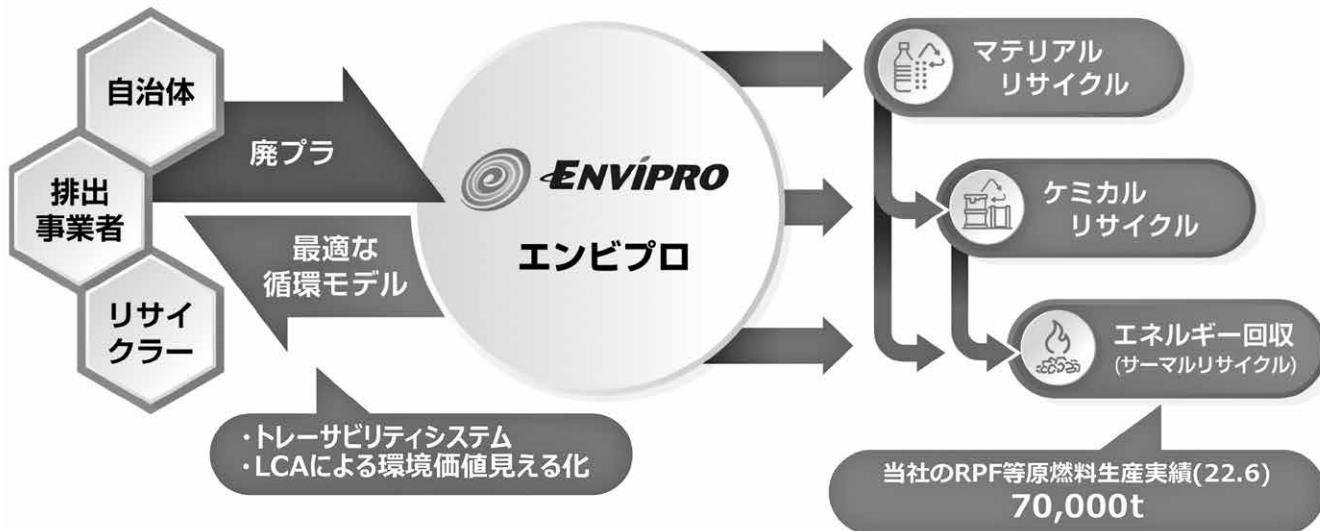 自治体
排出
事業者
リサイ
クラー
廃プラ
最適な
循環モデル
・トレーサビリティシステム
・LCAによる環境価値見える化
ENVIPRO
エンビプロ
マテリアル
リサイクル
ケミカル
リサイクル
エネルギー回収
(サーマルリサイクル)
当社のRPF等原燃料生産実績(22.6)
70,000t